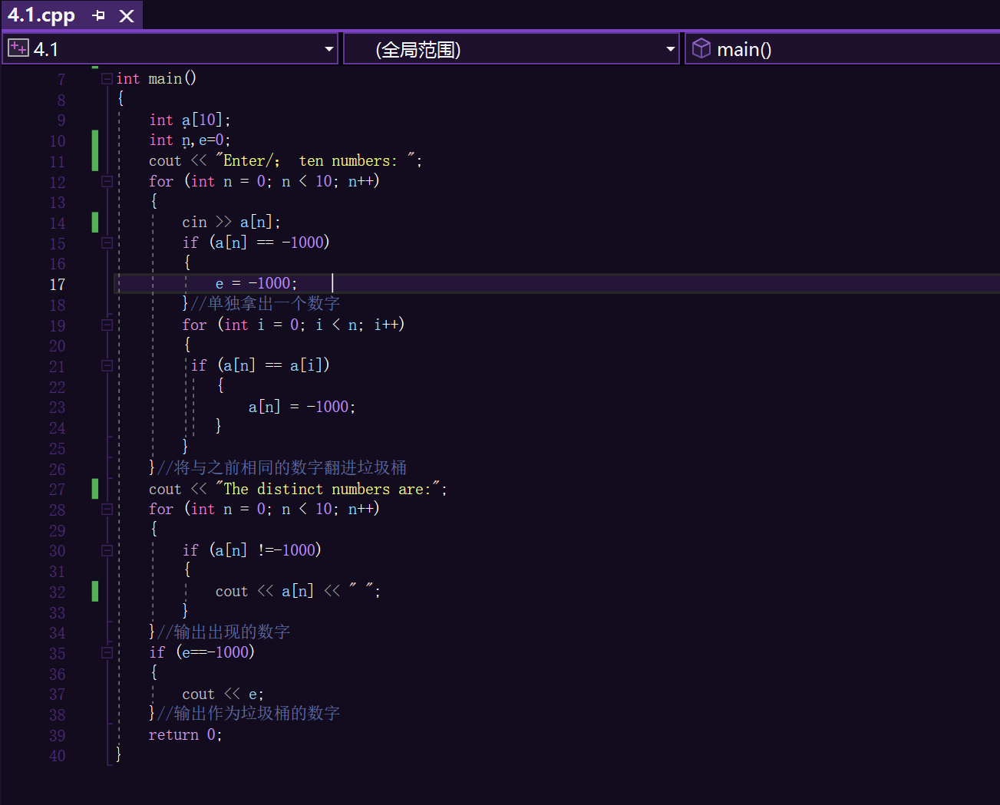 4.1.cpp
4.1 (全局范围) main()
7 int main()
8 {
9 int a[10];
10 int n,e=0;
11 cout << "Enter/； ten numbers: ";
12 for (int n = 0; n < 10; n++)
13 {
14 cin >> a[n];
15 if (a[n] == -1000)
16 {
17 e = -1000;
18 }//单独拿出一个数字
19 for (int i = 0; i < n; i++)
20 {
21 if (a[n] == a[i])
22 {
23 a[n] = -1000;
24 }
25 }
26 }//将与之前相同的数字翻进垃圾桶
27 cout << "The distinct numbers are:";
28 for (int n = 0; n < 10; n++)
29 {
30 if (a[n] !=-1000)
31 {
32 cout << a[n] << " ";
33 }
34 }//输出出现的数字
35 if (e==-1000)
36 {
37 cout << e;
38 }//输出作为垃圾桶的数字
39 return 0;
40 }